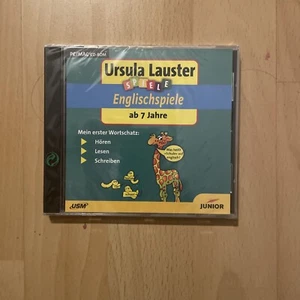 Ursula Lauster
SPIELE
Englischspiele
ab 7 Jahre
Mein erster Wortschatz:
Hören
Lesen
Schreiben
USM
JUNIOR